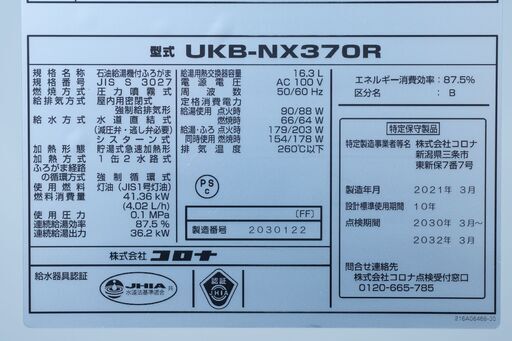 型式 UKB-NX370R
規格名称 石油給湯機付ふろがま
規格番号 JIS S 3027
燃焼方式 圧力噴霧式
給排気方式 屋内用密閉式
強制給排気形
給水方式 水道直結式
(減圧弁・逃し弁必要)
シスターン式
加熱形態 貯湯式急速加熱形
加熱方式 1缶2水路式
ふろがま経路
の循環方式 強制循環式
使用燃料 灯油(JIS1号灯油)
燃料消費量 41.36 kW
(4.02 L/h)
使用圧力 0.1 MPa
連続給湯効率 87.5 %
連続給湯出力 36.2 kW
給湯用熱交換器容量 16.3 L
電源電圧 AC 100 V
周波数 50/60 Hz
定格消費電力
給湯使用 点火時 90/88 W
燃焼時 66/64 W
給湯・ふろ 点火時 179/203 W
同時使用 燃焼時 154/178 W
排気温度 260℃以下
PS
C
(FF)
製造番号 2030122
株式会社 コロナ
エネルギー消費効率:87.5%
区分名 : B
特定保守製品
特定製造事業者等名 株式会社コロナ
新潟県三条市
東新保7番7号
製造年月 2021年 3月
設計標準使用期間 10年
点検期間 2030年 3月~
2032年 3月
問合せ連絡先
株式会社コロナ点検受付窓口
0120-665-785
給水器具認証
JHIA 共
水道法基準適合
認証
JHIA